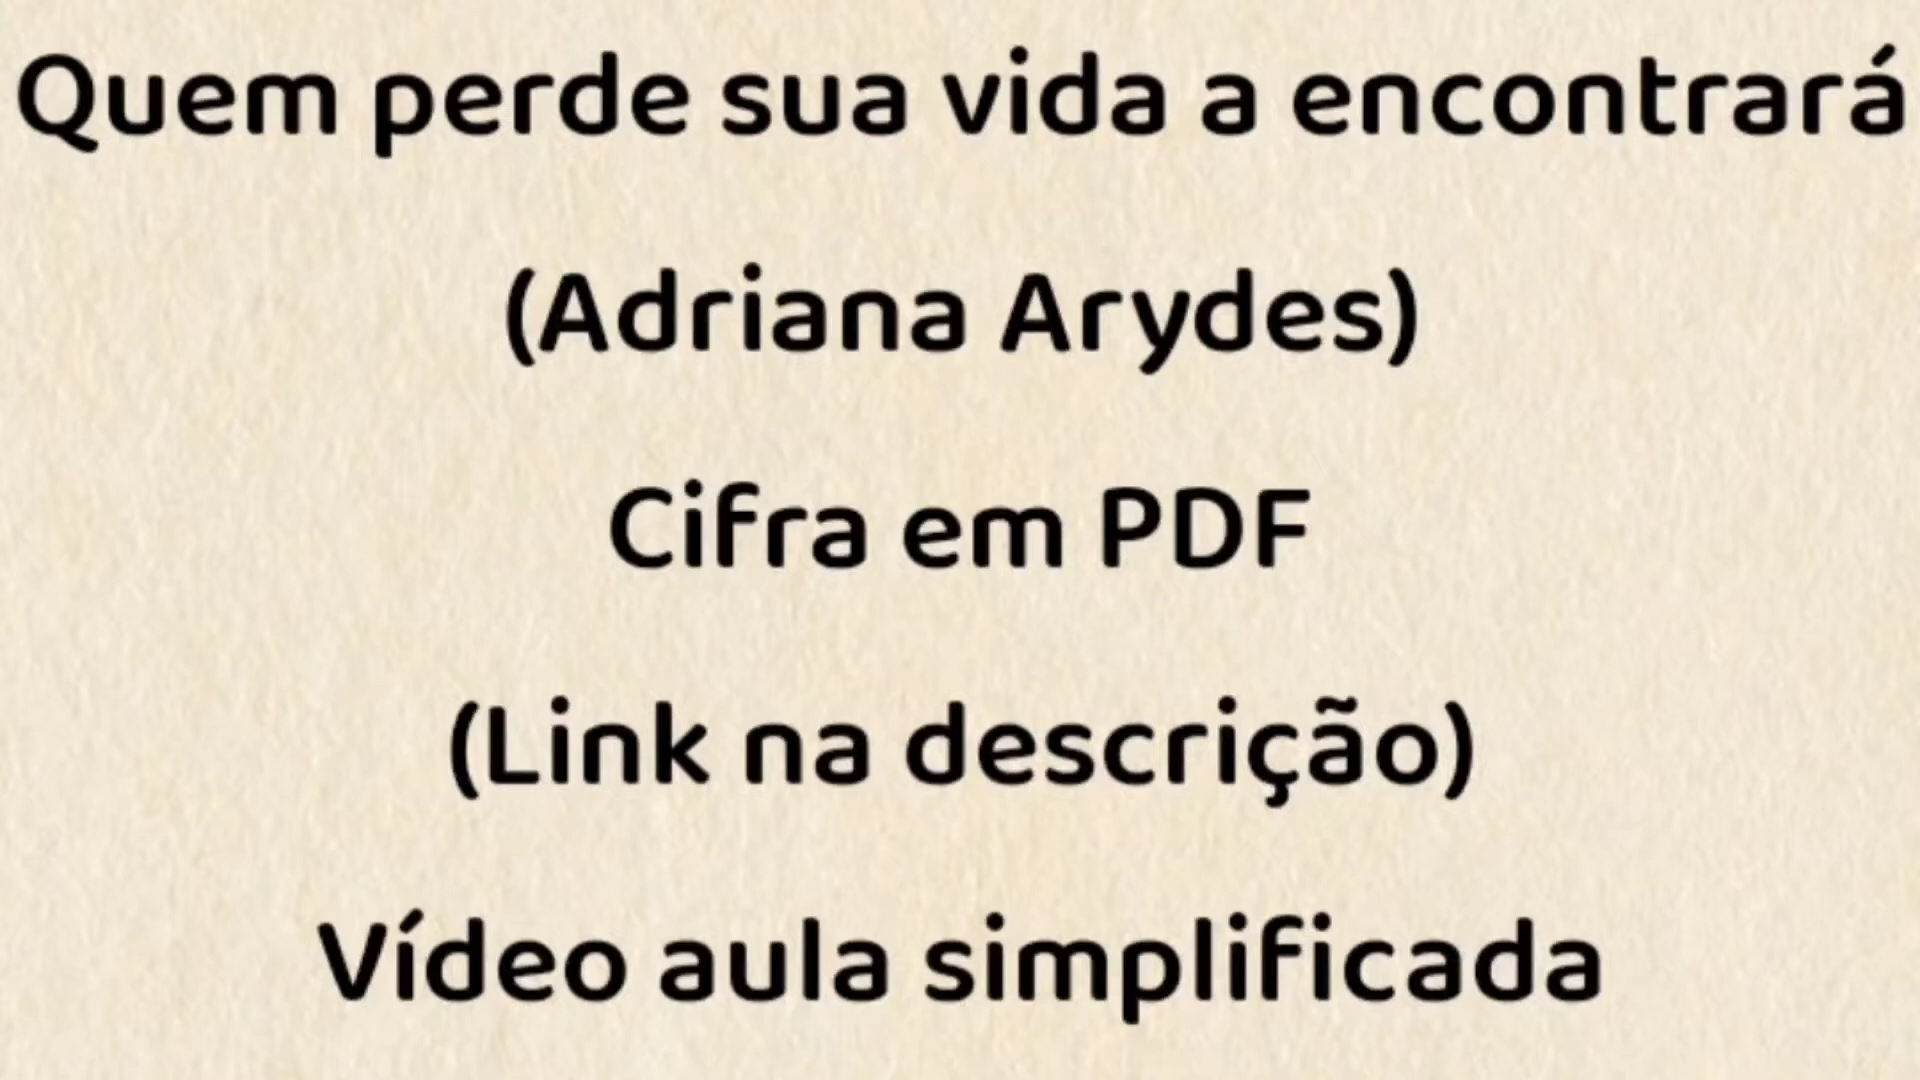 Quem perde sua vida a encontrará
(Adriana Arydes)
Cifra em PDF
(Link na descrição)
Vídeo aula simplificada